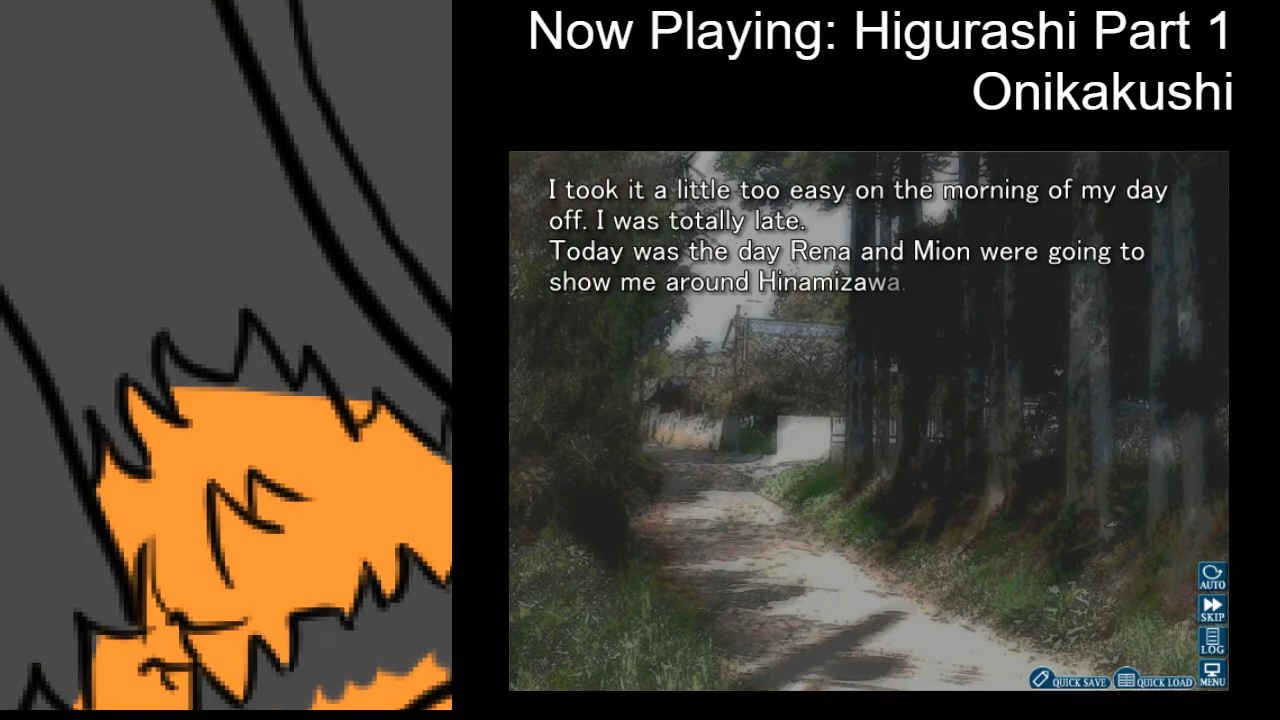 Now Playing: Higurashi Part 1
Onikakushi
I took it a little too easy on the morning of my day
off. I was totally late.
Today was the day Rena and Mion were going to
show me around Hinamizawa.
AUTO
SKIP
LOG
MENU
QUICK SAVE
QUICK LOAD